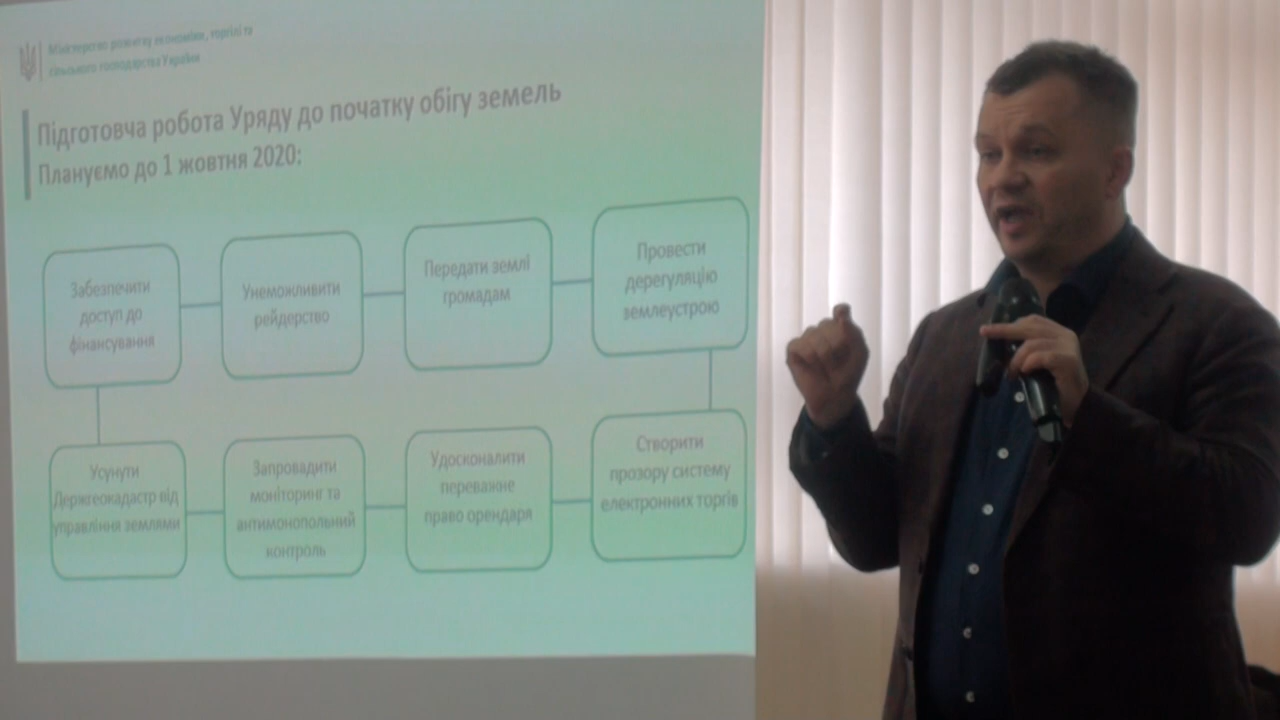 Міністерство розвитку економіки, торгівлі та
сільського господарства України
Підготовча робота Уряду до початку обігу земель
Плануємо до 1 жовтня 2020:
Забезпечити
доступ до
фінансування
Унеможливити
рейдерство
Передати землі
громадам
Провести
дерегуляцію
землеустрою
Усунути
Держгеокадастр від
управління землями
Запровадити
моніторинг та
антимонопольний
контроль
Удосконалити
переважне
право орендаря
Створити
прозору систему
електронних торгів